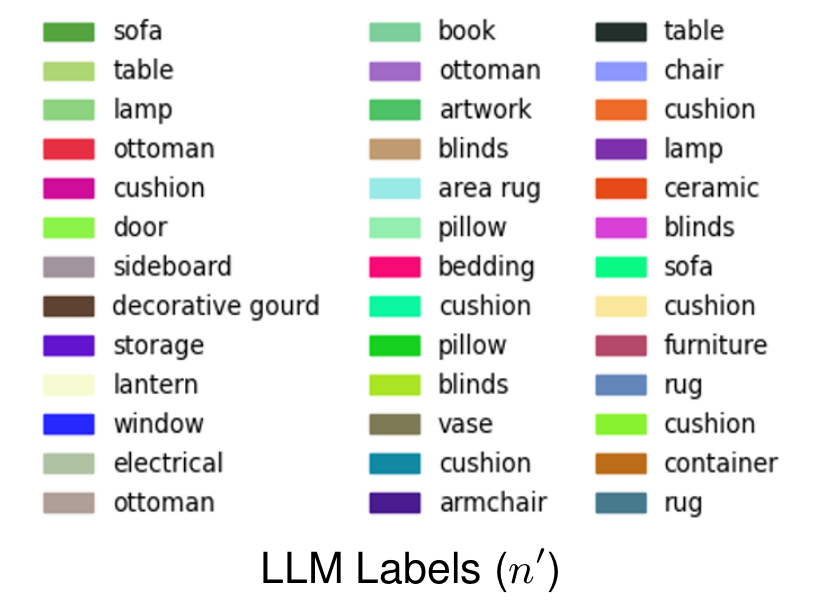 sofa
table
lamp
ottoman
cushion
door
sideboard
decorative gourd
storage
lantern
window
electrical
ottoman
book
ottoman
artwork
blinds
area rug
pillow
bedding
cushion
pillow
blinds
vase
cushion
armchair
table
chair
cushion
lamp
ceramic
blinds
sofa
cushion
furniture
rug
cushion
container
rug
LLM Labels (n′)